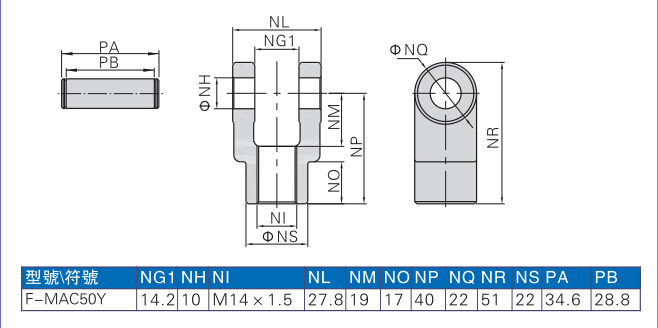 NL
NG1
PA
PB
ΦNH
NM
NP
NO
NI
ΦNS
ΦNQ
NR
型號\符號 NG1 NH NI NL NM NO NP NQ NR NS PA PB
F-MAC50Y 14.2 10 M14×1.5 27.8 19 17 40 22 51 22 34.6 28.8